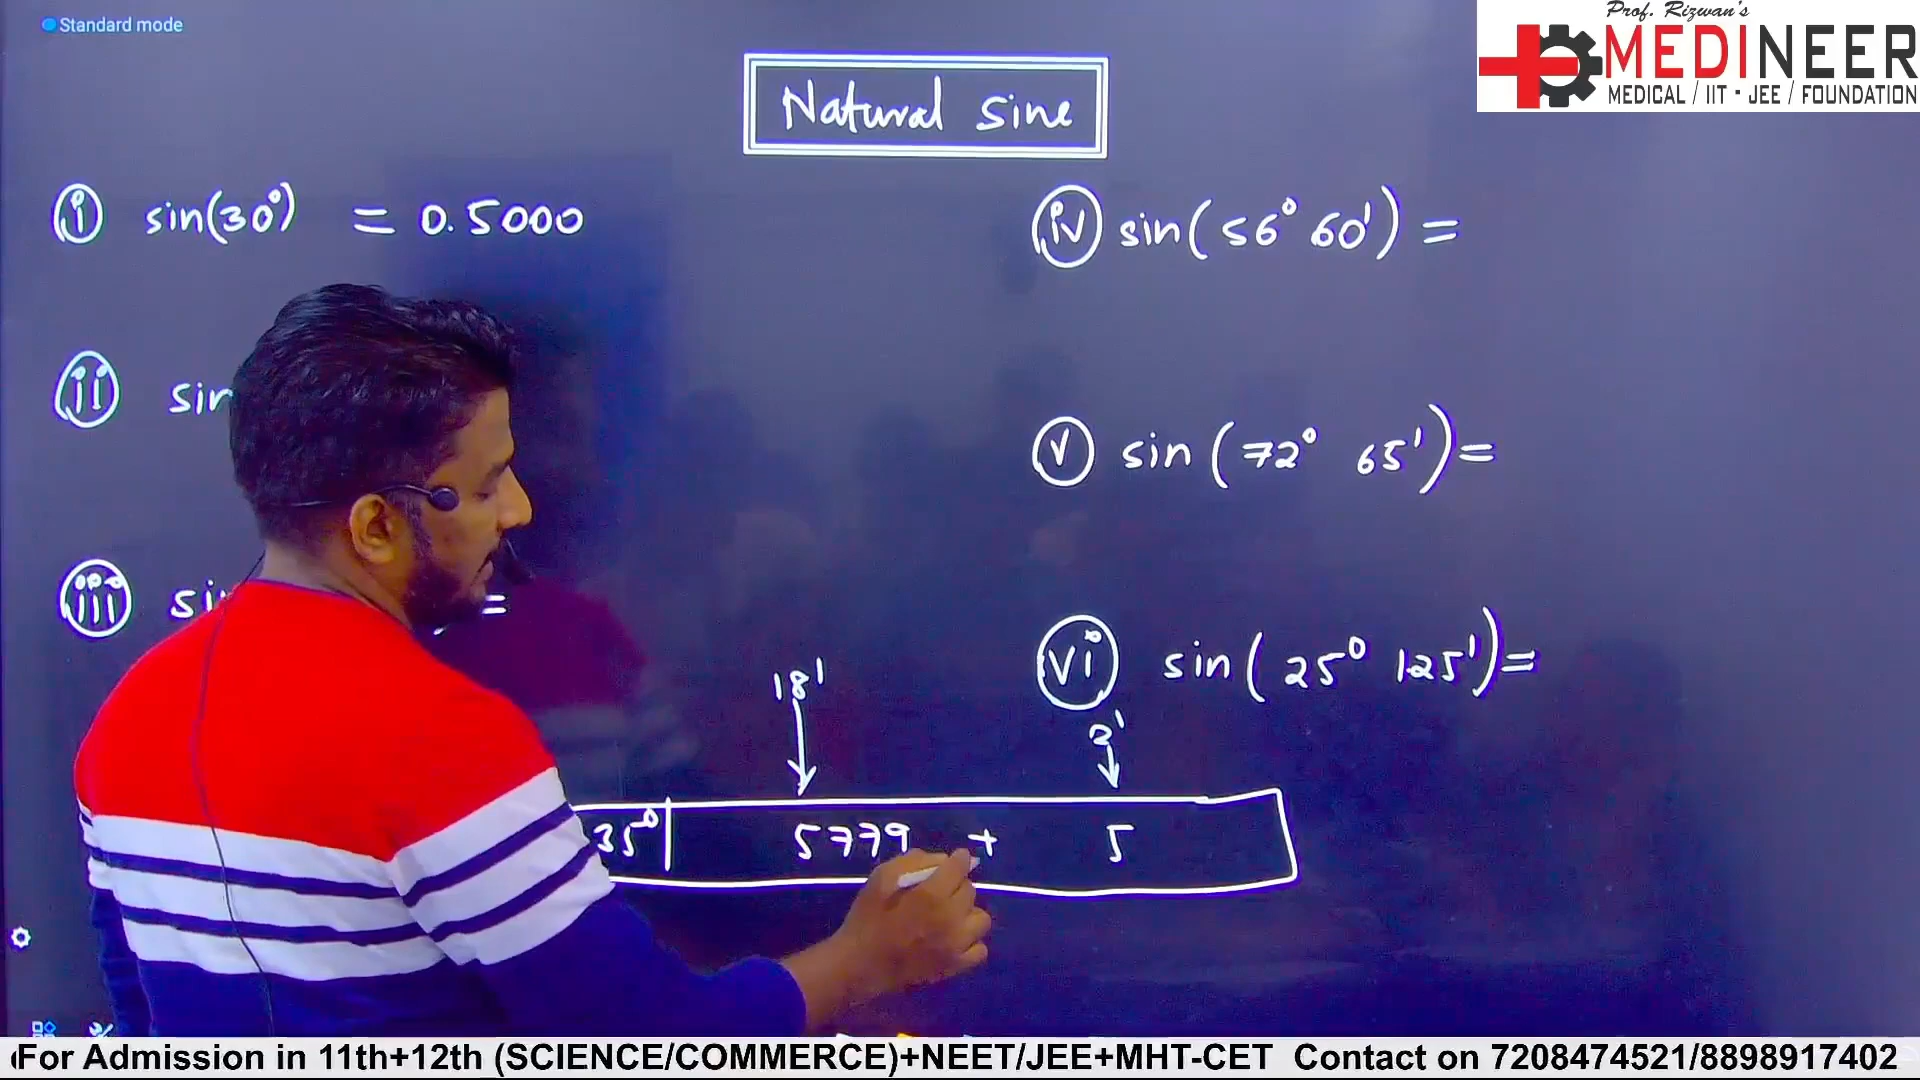 Standard mode
Prof. Rizwan's
MEDINEER
MEDICAL / IIT - JEE / FOUNDATION
Natural Sine
(i) sin(30°) = 0.5000
(ii) sin
(iii) si =
(iv) sin(56° 60') =
(v) sin(72° 65') =
(vi) sin(25° 125') =
18' 2'
35° | 5779 + 5
For Admission in 11th+12th (SCIENCE/COMMERCE)+NEET/JEE+MHT-CET Contact on 7208474521/8898917402